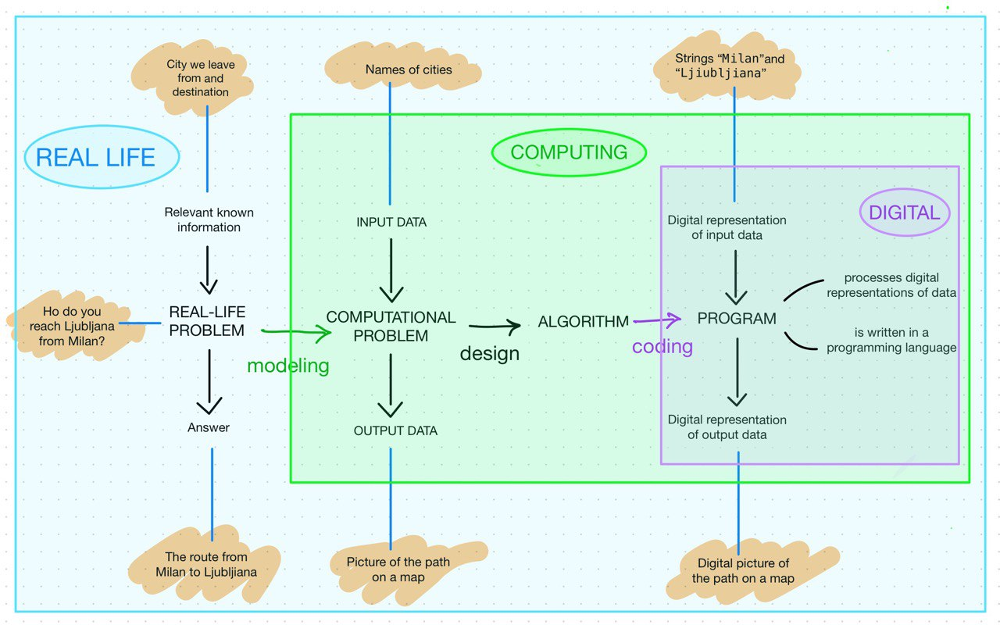 City we leave
from and
destination
Names of cities
Strings “Milan”and
“Ljiubljiana”
REAL LIFE
COMPUTING
DIGITAL
Relevant known
information
INPUT DATA
Digital representation
of input data
Ho do you
reach Ljubljana
from Milan?
REAL-LIFE
PROBLEM
modeling
COMPUTATIONAL
PROBLEM
design
ALGORITHM
coding
PROGRAM
processes digital
representations of data
is written in a
programming language
Answer
OUTPUT DATA
Digital representation
of output data
The route from
Milan to Ljubljiana
Picture of the path
on a map
Digital picture of
the path on a map